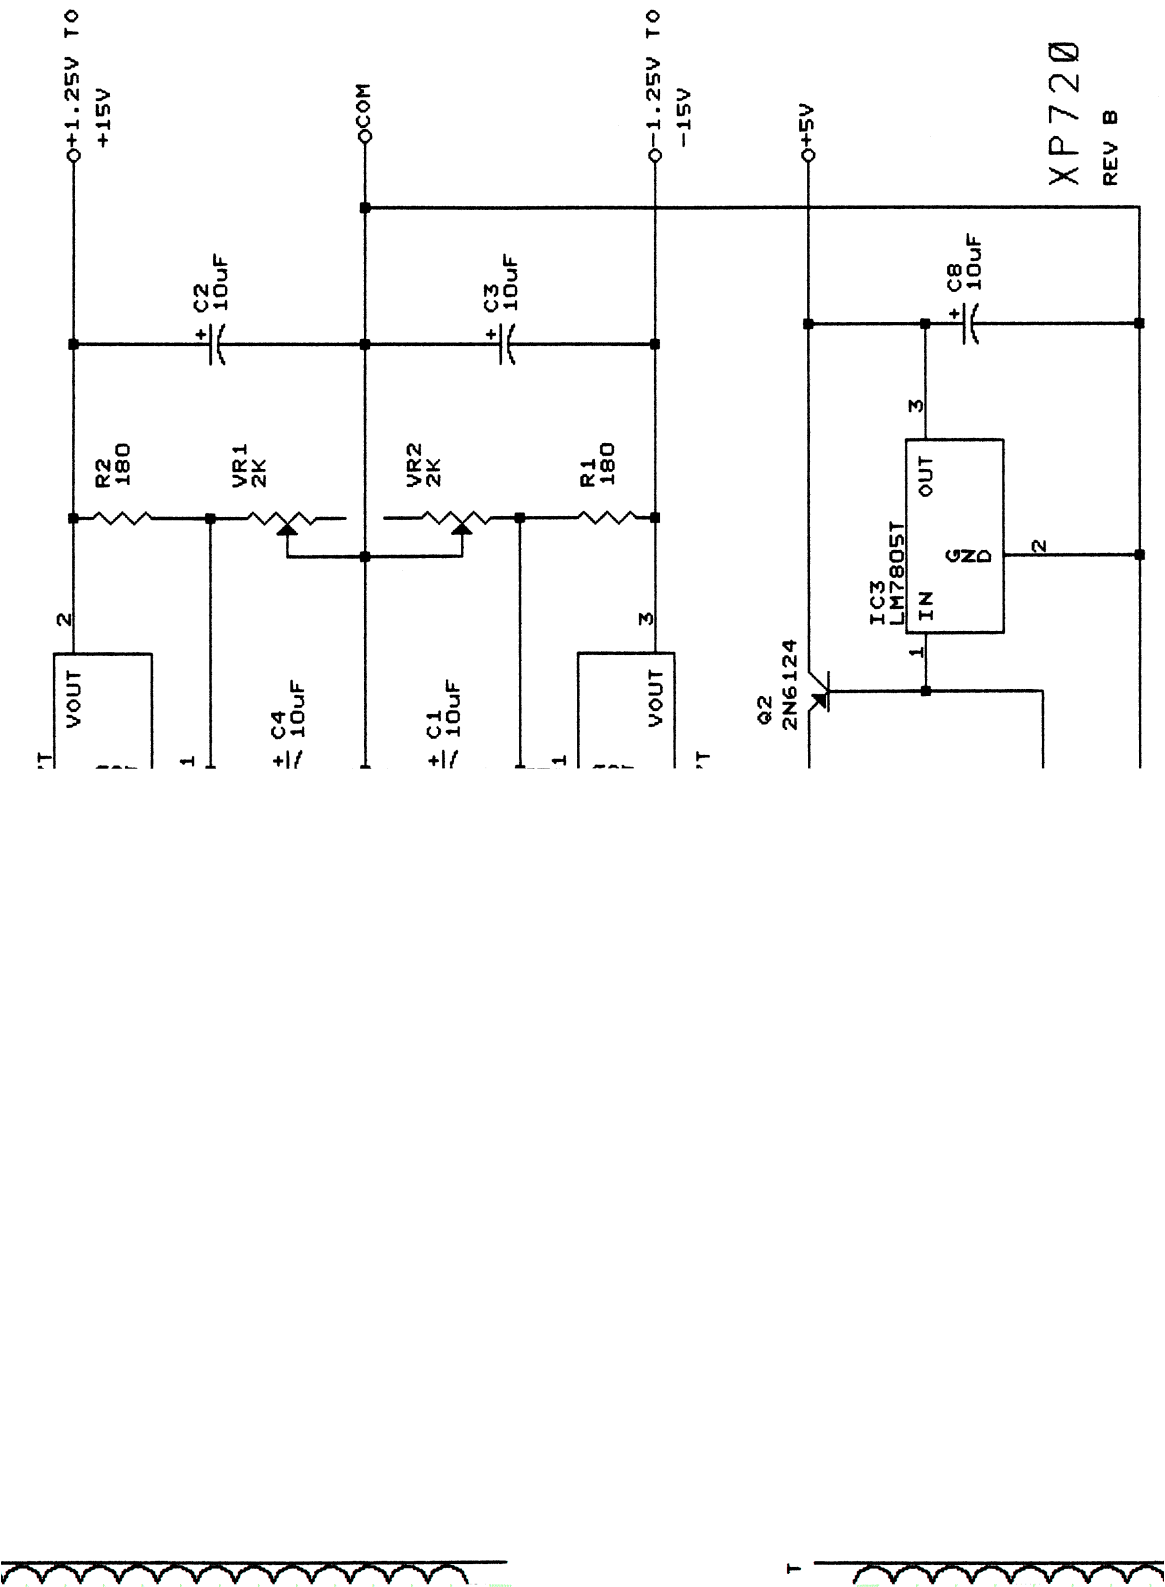 +1.25V TO
+15V
COM
-1.25V TO
-15V
+5V
XP720
REV B
C2
10uF
+
C3
10uF
+
C8
10uF
+
R2
180
VR1
2K
VR2
2K
R1
180
3
OUT
GND
2
IC3
LM7805T
IN
1
2
VOUT
3
VOUT
Q2
2N6124
C4
10uF
+
C1
10uF
+
1
1
T
T
T